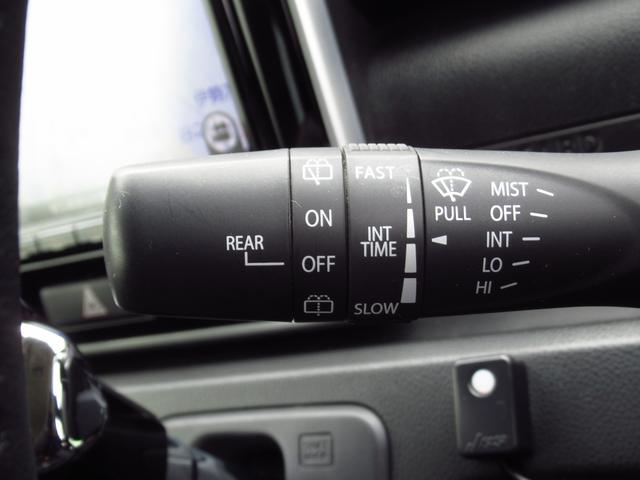 FAST
ON
INT
TIME
REAR
OFF
SLOW
PULL
MIST
OFF
INT
LO
HI